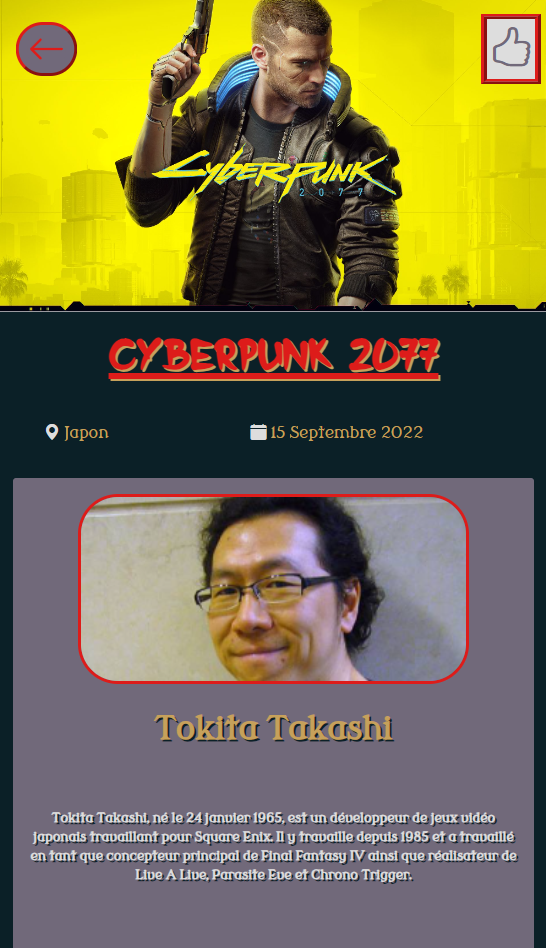 CYBERPUNK
2077
CYBERPUNK 2077
Japon
15 Septembre 2022
Tokita Takashi
Tokita Takashi, né le 24 janvier 1965, est un développeur de jeux vidéo
japonais travaillant pour Square Enix. Il y travaille depuis 1985 et a travaillé
en tant que concepteur principal de Final Fantasy IV ainsi que réalisateur de
Live A Live, Parasite Eve et Chrono Trigger.